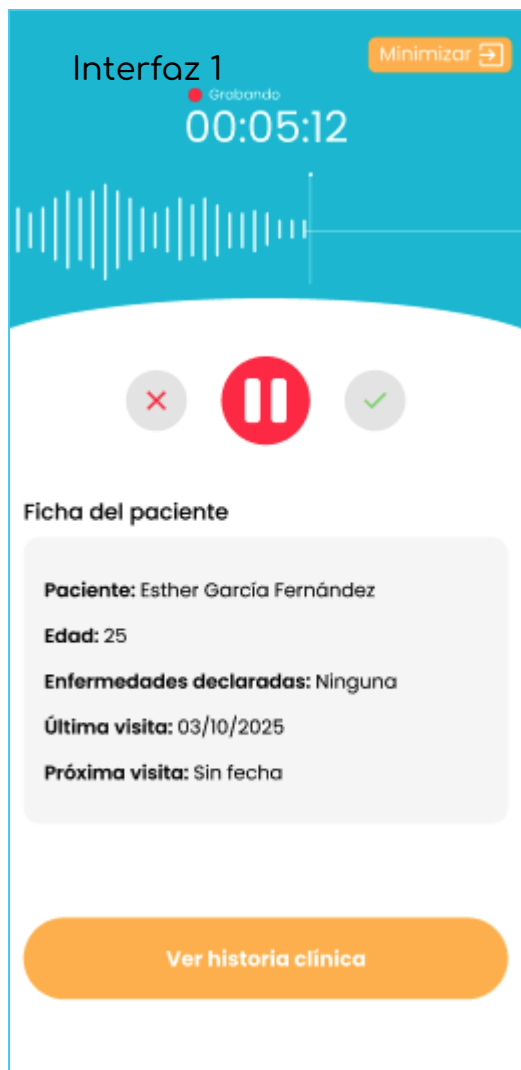 Interfaz 1
Minimizar
Grabando
00:05:12
Ficha del paciente
Paciente: Esther García Fernández
Edad: 25
Enfermedades declaradas: Ninguna
Última visita: 03/10/2025
Próxima visita: Sin fecha
Ver historia clínica